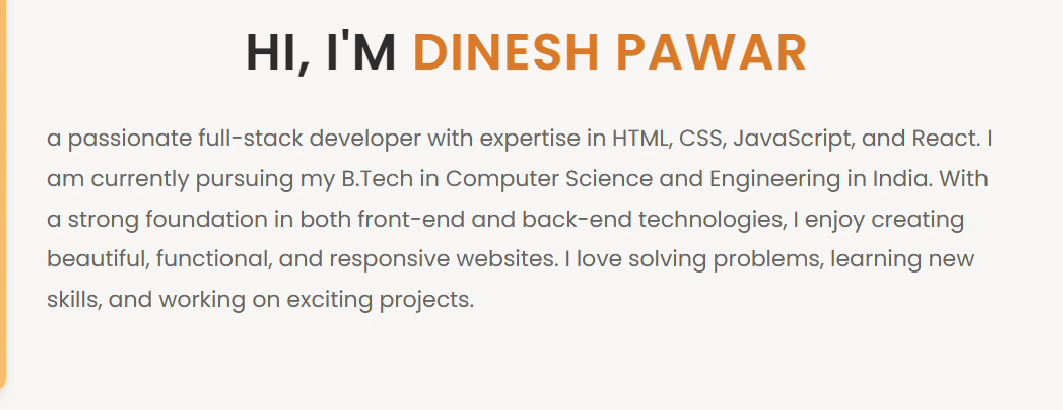 HI, I'M DINESH PAWAR
a passionate full-stack developer with expertise in HTML, CSS, JavaScript, and React. I
am currently pursuing my B.Tech in Computer Science and Engineering in India. With
a strong foundation in both front-end and back-end technologies, I enjoy creating
beautiful, functional, and responsive websites. I love solving problems, learning new
skills, and working on exciting projects.